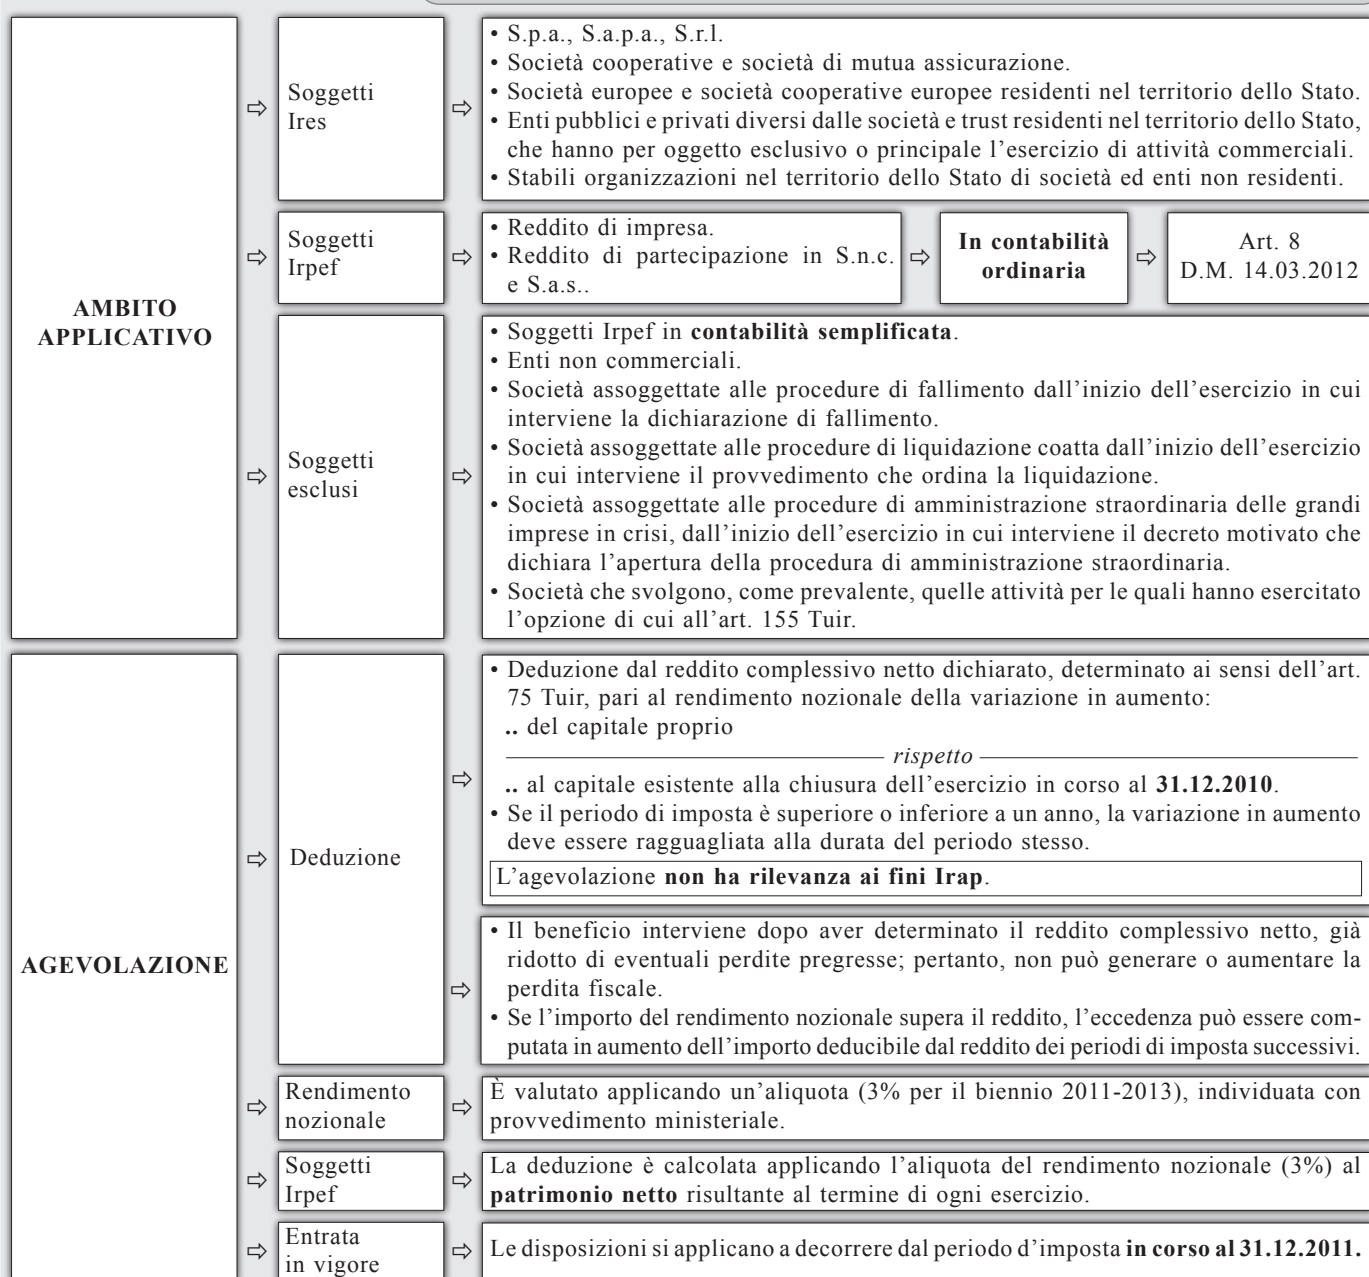 AMBITO
APPLICATIVO
⇨
Soggetti
Ires
⇨
• S.p.a., S.a.p.a., S.r.l.
• Società cooperative e società di mutua assicurazione.
• Società europee e società cooperative europee residenti nel territorio dello Stato.
• Enti pubblici e privati diversi dalle società e trust residenti nel territorio dello Stato,
che hanno per oggetto esclusivo o principale l'esercizio di attività commerciali.
• Stabili organizzazioni nel territorio dello Stato di società ed enti non residenti.
⇨
Soggetti
Irpef
⇨
• Reddito di impresa.
• Reddito di partecipazione in S.n.c.
e S.a.s..
⇨
In contabilità
ordinaria
⇨
Art. 8
D.M. 14.03.2012
⇨
Soggetti
esclusi
⇨
• Soggetti Irpef in contabilità semplificata.
• Enti non commerciali.
• Società assoggettate alle procedure di fallimento dall'inizio dell'esercizio in cui
interviene la dichiarazione di fallimento.
• Società assoggettate alle procedure di liquidazione coatta dall'inizio dell'esercizio
in cui interviene il provvedimento che ordina la liquidazione.
• Società assoggettate alle procedure di amministrazione straordinaria delle grandi
imprese in crisi, dall'inizio dell'esercizio in cui interviene il decreto motivato che
dichiara l'apertura della procedura di amministrazione straordinaria.
• Società che svolgono, come prevalente, quelle attività per le quali hanno esercitato
l'opzione di cui all'art. 155 Tuir.
AGEVOLAZIONE
⇨
Deduzione
⇨
• Deduzione dal reddito complessivo netto dichiarato, determinato ai sensi dell'art.
75 Tuir, pari al rendimento nozionale della variazione in aumento:
.. del capitale proprio
rispetto
.. al capitale esistente alla chiusura dell'esercizio in corso al 31.12.2010.
• Se il periodo di imposta è superiore o inferiore a un anno, la variazione in aumento
deve essere ragguagliata alla durata del periodo stesso.
L'agevolazione non ha rilevanza ai fini Irap.
⇨
• Il beneficio interviene dopo aver determinato il reddito complessivo netto, già
ridotto di eventuali perdite pregresse; pertanto, non può generare o aumentare la
perdita fiscale.
• Se l'importo del rendimento nozionale supera il reddito, l'eccedenza può essere com-
putata in aumento dell'importo deducibile dal reddito dei periodi di imposta successivi.
⇨
Rendimento
nozionale
⇨
È valutato applicando un'aliquota (3% per il biennio 2011-2013), individuata con
provvedimento ministeriale.
⇨
Soggetti
Irpef
⇨
La deduzione è calcolata applicando l'aliquota del rendimento nozionale (3%) al
patrimonio netto risultante al termine di ogni esercizio.
⇨
Entrata
in vigore
⇨
Le disposizioni si applicano a decorrere dal periodo d'imposta in corso al 31.12.2011.